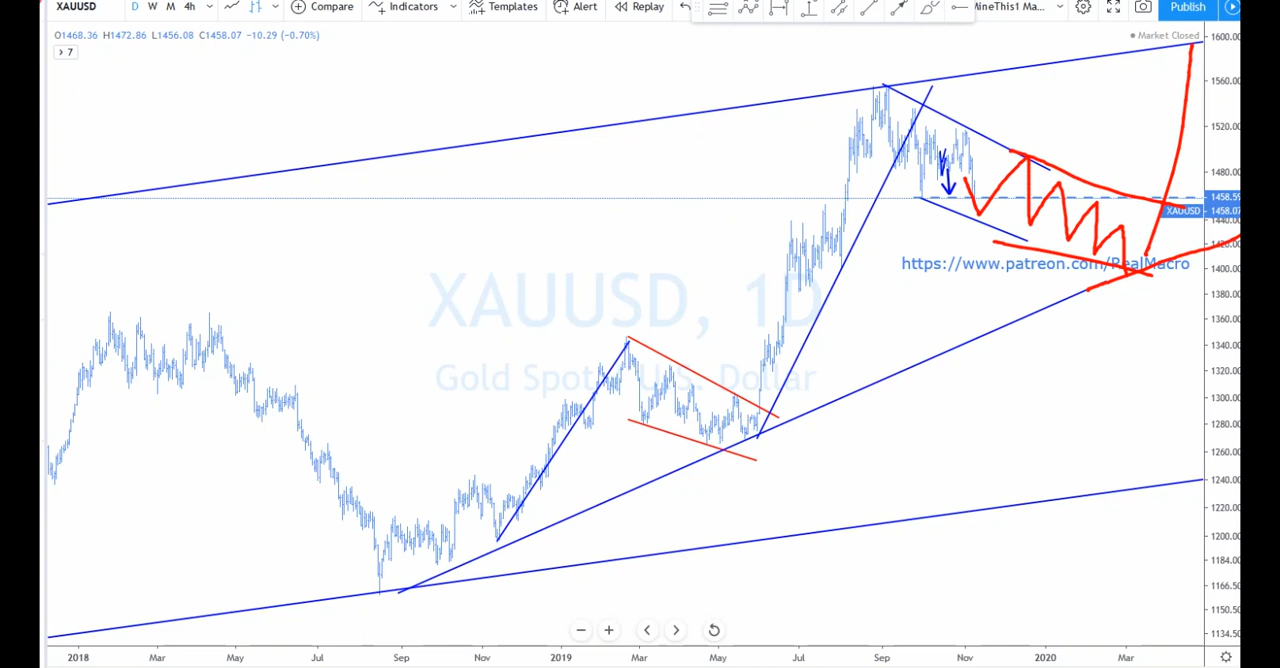 XAUUSD D W M 4h Compare Indicators Templates Alert Replay MineThis1 Ma... Publish
O1468.36 H1472.86 L1456.08 C1458.07 −10.29 (−0.70%)
Market Closed
7
1600.00
1560.00
1520.00
1480.00
1458.59
XAUUSD 1458.07
1440.00
1420.00
https://www.patreon.com/RealMacro
1400.00
1380.00
1360.00
1340.00
1320.00
1300.00
1280.00
1260.00
1240.00
1220.00
1200.00
1184.00
1166.50
1150.50
1134.50
XAUUSD, 1D
Gold Spot / U.S. Dollar
2018 Mar May Jul Sep Nov 2019 Mar May Jul Sep Nov 2020 Mar